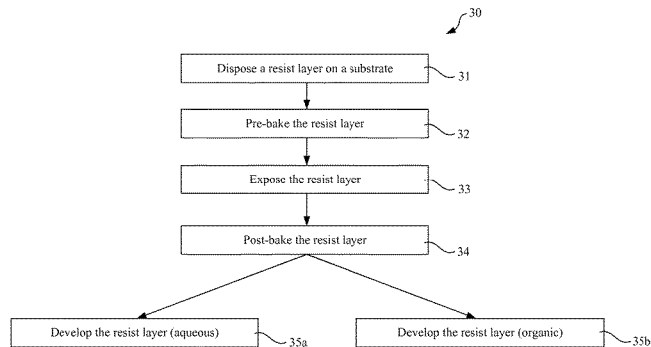 30
Dispose a resist layer on a substrate
31
Pre-bake the resist layer
32
Expose the resist layer
33
Post-bake the resist layer
34
Develop the resist layer (aqueous)
35a
Develop the resist layer (organic)
35b